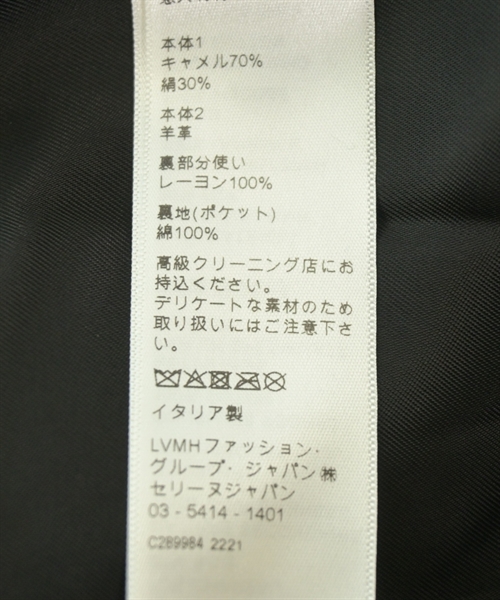 本体1
キャメル70%
絹30%
本体2
羊革
裏部分使い
レーヨン100%
裏地(ポケット)
綿100%
高級クリーニング店にお
持込ください。
デリケートな素材のため
取り扱いにはご注意下さ
い。
イタリア製
LVMHファッション・
グループ・ジャパン㈱
セリーヌジャパン
03 - 5414 - 1401
C289984 2221